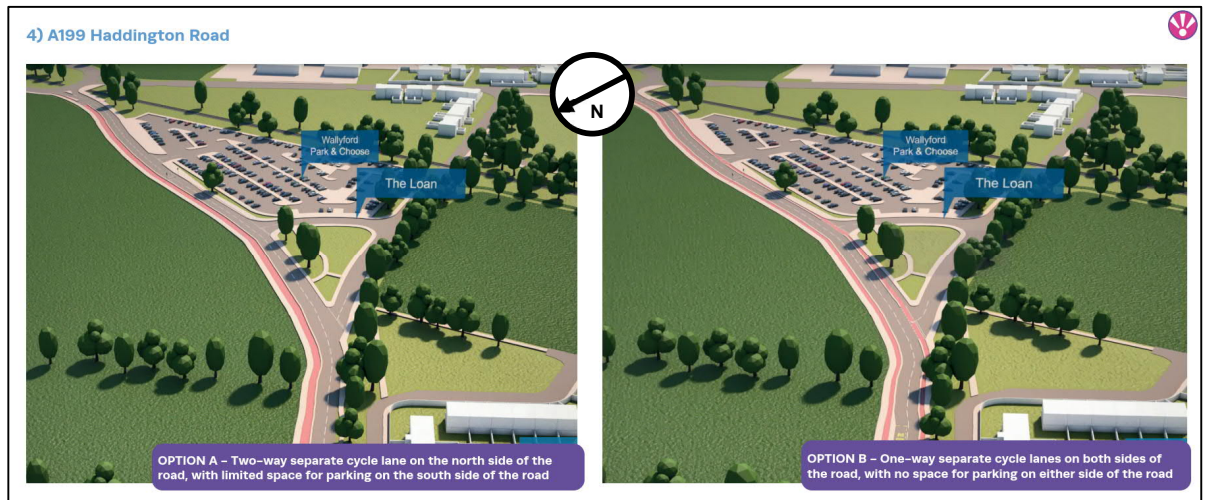 4) A199 Haddington Road
N
Wallyford
Park & Choose
The Loan
OPTION A – Two-way separate cycle lane on the north side of the
road, with limited space for parking on the south side of the road
Wallyford
Park & Choose
The Loan
OPTION B – One-way separate cycle lanes on both sides of
the road, with no space for parking on either side of the road